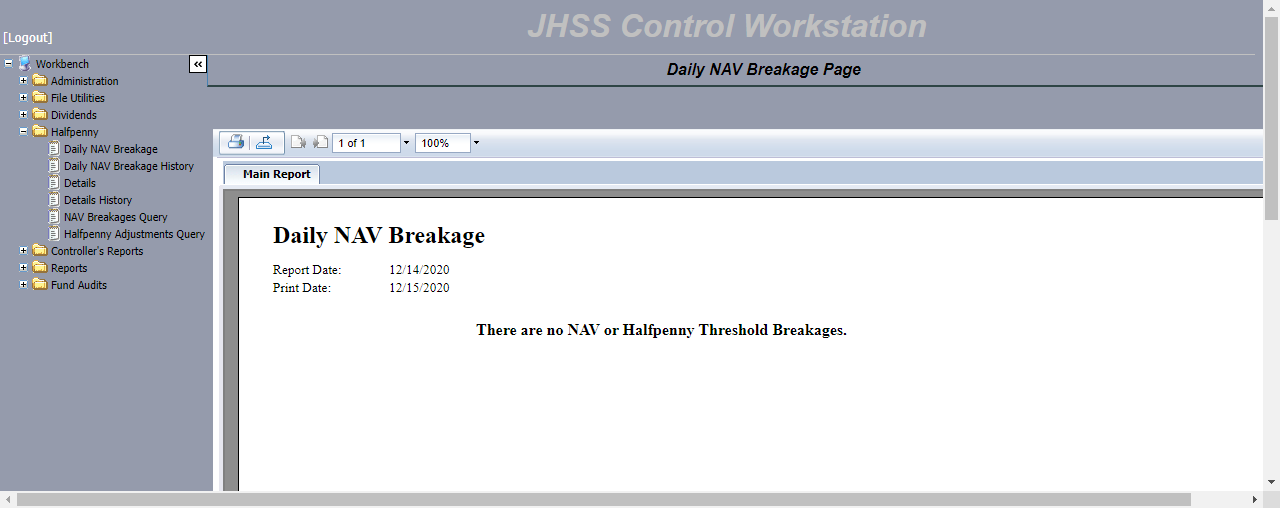 JHSS Control Workstation
[Logout]
Daily NAV Breakage Page
«
Workbench
Administration
File Utilities
Dividends
Halfpenny
Daily NAV Breakage
Daily NAV Breakage History
Details
Details History
NAV Breakages Query
Halfpenny Adjustments Query
Controller's Reports
Reports
Fund Audits
1 of 1
100%
Main Report
Daily NAV Breakage
Report Date: 12/14/2020
Print Date: 12/15/2020
There are no NAV or Halfpenny Threshold Breakages.